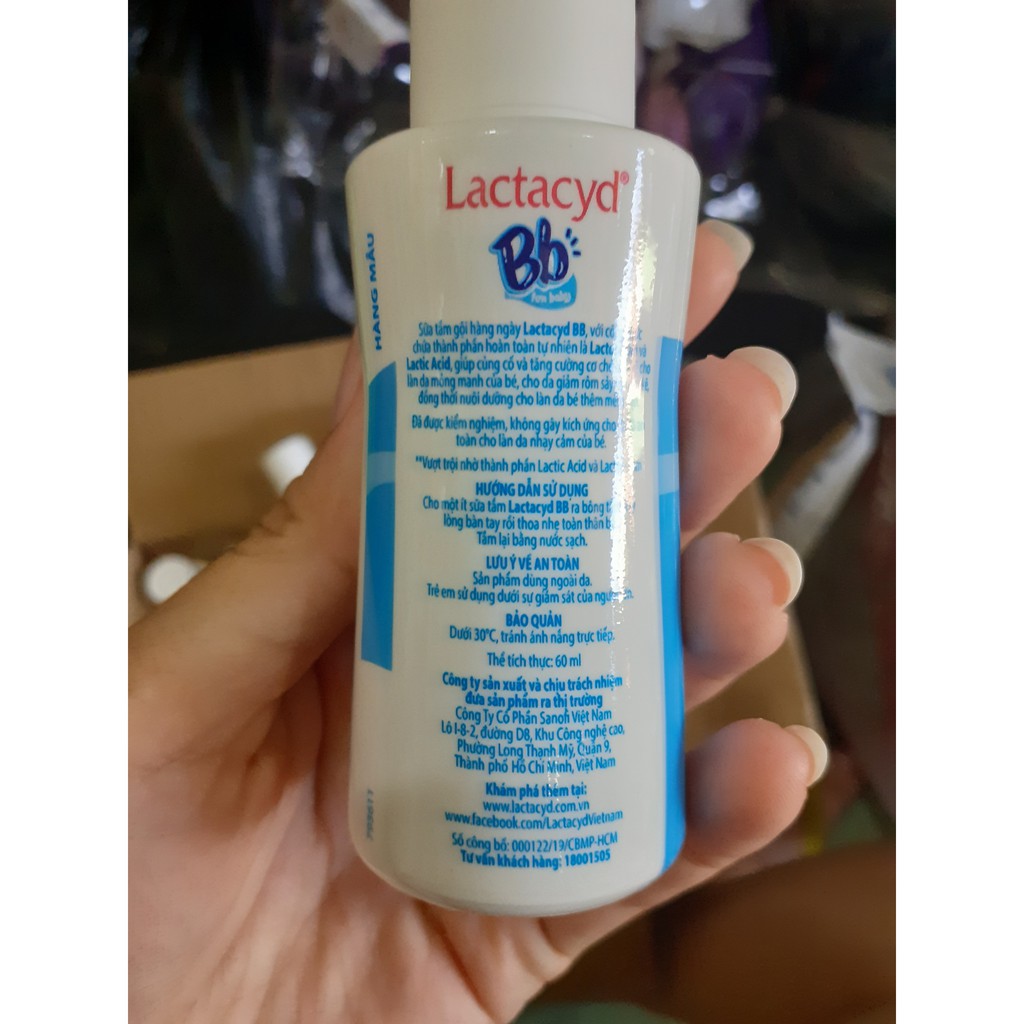 Lactacyd®
Bb
for baby
HÀNG MẪU
Sữa tắm gội hàng ngày Lactacyd BB, với
chứa thành phần hoàn toàn tự nhiên là và
Lactic Acid, giúp củng cố và tăng cường cơ cho
làn da mỏng manh của bé, cho da giảm rôm
đồng thời nuôi dưỡng cho làn da bé thêm
Đã được kiểm nghiệm, không gây kích ứng
toàn cho làn da nhạy cảm của bé.
**Vượt trội nhờ thành phần Lactic Acid và
HƯỚNG DẪN SỬ DỤNG
Cho một ít sữa tắm Lactacyd BB ra bông
lòng bàn tay rồi thoa nhẹ toàn thân
Tắm lại bằng nước sạch.
LƯU Ý VỀ AN TOÀN
Sản phẩm dùng ngoài da.
Trẻ em sử dụng dưới sự giám sát của
BẢO QUẢN
Dưới 30°C, tránh ánh nắng trực tiếp.
Thể tích thực: 60 ml
Công ty sản xuất và chịu trách nhiệm
đưa sản phẩm ra thị trường
Công Ty Cổ Phần Sanofi Việt Nam
Lô I-8-2, đường D8, Khu Công nghệ cao,
Phường Long Thạnh Mỹ, Quận 9,
Thành phố Hồ Chí Minh, Việt Nam
Khám phá thêm tại:
www.lactacyd.com.vn
www.facebook.com/LactacydVietnam
Số công bố: 000122/19/CBMP-HCM
Tư vấn khách hàng: 18001505